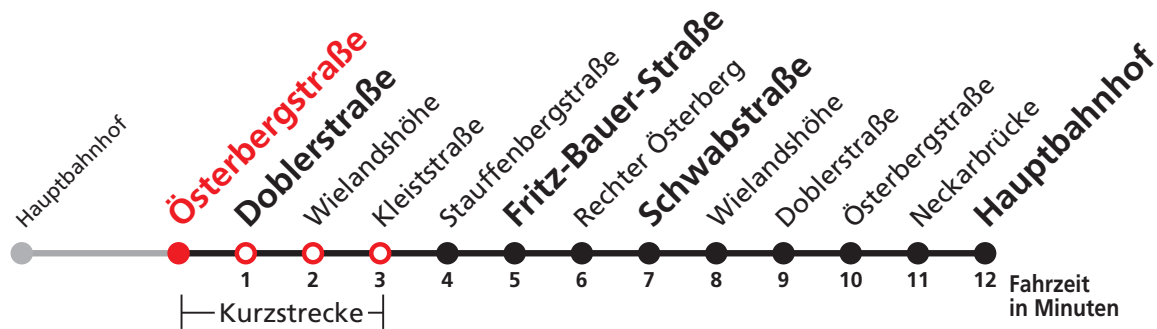 Hauptbahnhof
Österbergstraße
Doblerstraße
Wielandshöhe
Kleiststraße
Stauffenbergstraße
Fritz-Bauer-Straße
Rechter Österberg
Schwabstraße
Wielandshöhe
Doblerstraße
Österbergstraße
Neckarbrücke
Hauptbahnhof
1 2 3 4 5 6 7 8 9 10 11 12
Fahrzeit
in Minuten
Kurzstrecke